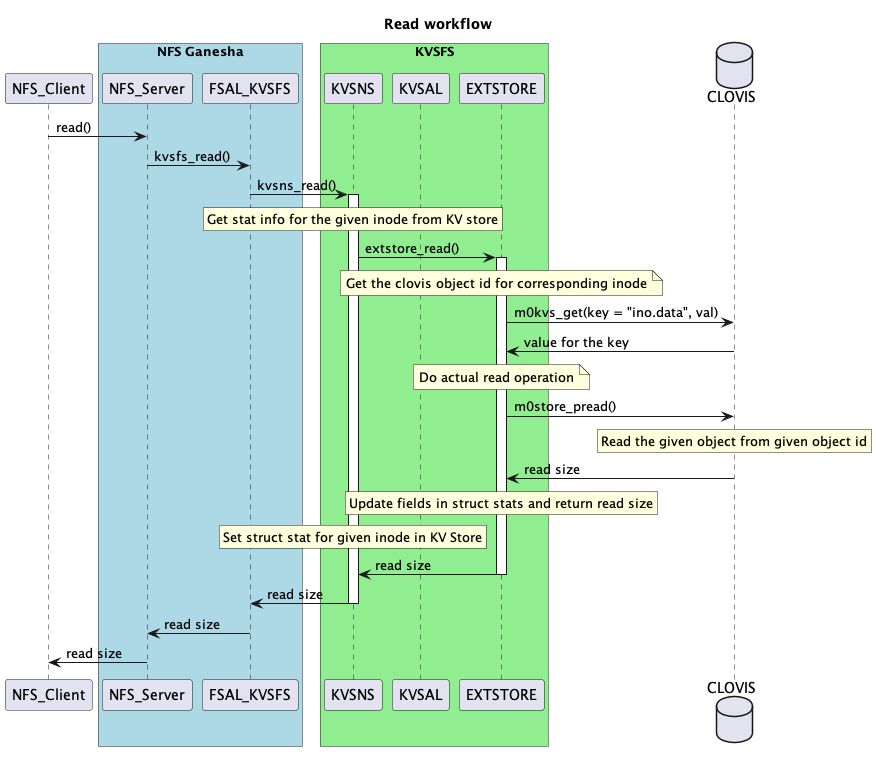 Read workflow
NFS Ganesha
KVSFS
NFS_Client
NFS_Server
FSAL_KVSFS
KVSNS
KVSAL
EXTSTORE
CLOVIS
read()
kvsfs_read()
kvsns_read()
Get stat info for the given inode from KV store
extstore_read()
Get the clovis object id for corresponding inode
m0kvs_get(key = "ino.data", val)
value for the key
Do actual read operation
m0store_pread()
Read the given object from given object id
read size
Update fields in struct stats and return read size
Set struct stat for given inode in KV Store
read size
read size
read size
read size
NFS_Client
NFS_Server
FSAL_KVSFS
KVSNS
KVSAL
EXTSTORE
CLOVIS